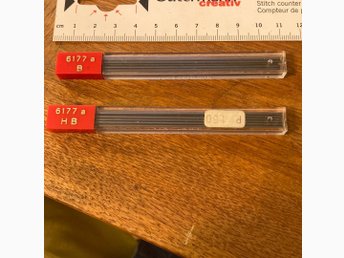 creativ
Stitch counter
Compteur de p
cm 1 2 3 4 5 6 7 8 9 10 11 12
6177 e
B
6177 e
HB